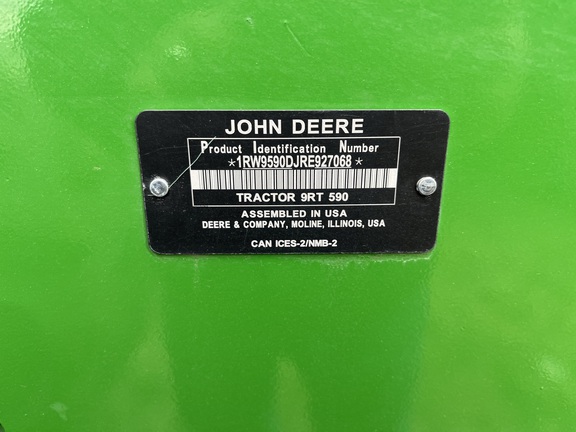 JOHN DEERE
Product Identification Number
*1RW9590DJRE927068*
TRACTOR 9RT 590
ASSEMBLED IN USA
DEERE & COMPANY, MOLINE, ILLINOIS, USA
CAN ICES-2/NMB-2